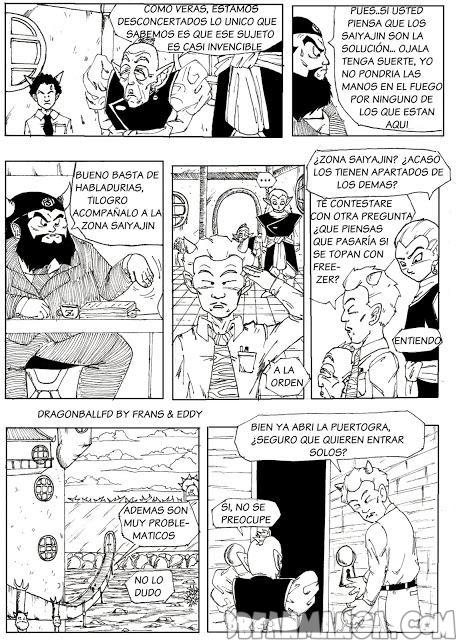 COMO VERAS, ESTAMOS
DESCONCERTADOS LO UNICO QUE
SABEMOS ES QUE ESE SUJETO
ES CASI INVENCIBLE
PUES..SI USTED
PIENSA QUE LOS
SAIYAJIN SON LA
SOLUCIÓN... OJALA
TENGA SUERTE, YO
NO PONDRIA LAS
MANOS EN EL FUEGO
POR NINGUNO DE
LOS QUE ESTAN
AQUI
BUENO BASTA DE
HABLADURIAS,
TILOGRO
ACOMPAÑALO A LA
ZONA SAIYAJIN
...
A LA
ORDEN
¿ZONA SAIYAJIN? ¿ACASO
LOS TIENEN APARTADOS DE
LOS DEMAS?
TE CONTESTARE
CON OTRA PREGUNTA
¿QUE PIENSAS
QUE PASARÍA SI
SE TOPAN CON
FREE-
ZER?
ENTIENDO
DRAGONBALLFD BY FRANS & EDDY
ADEMAS SON
MUY PROBLE-
MATICOS
NO LO
DUDO
BIEN YA ABRI LA PUERTOGRA,
¿SEGURO QUE QUIEREN ENTRAR
SOLOS?
SI, NO SE
PREOCUPE
DREAMMANGA.COM